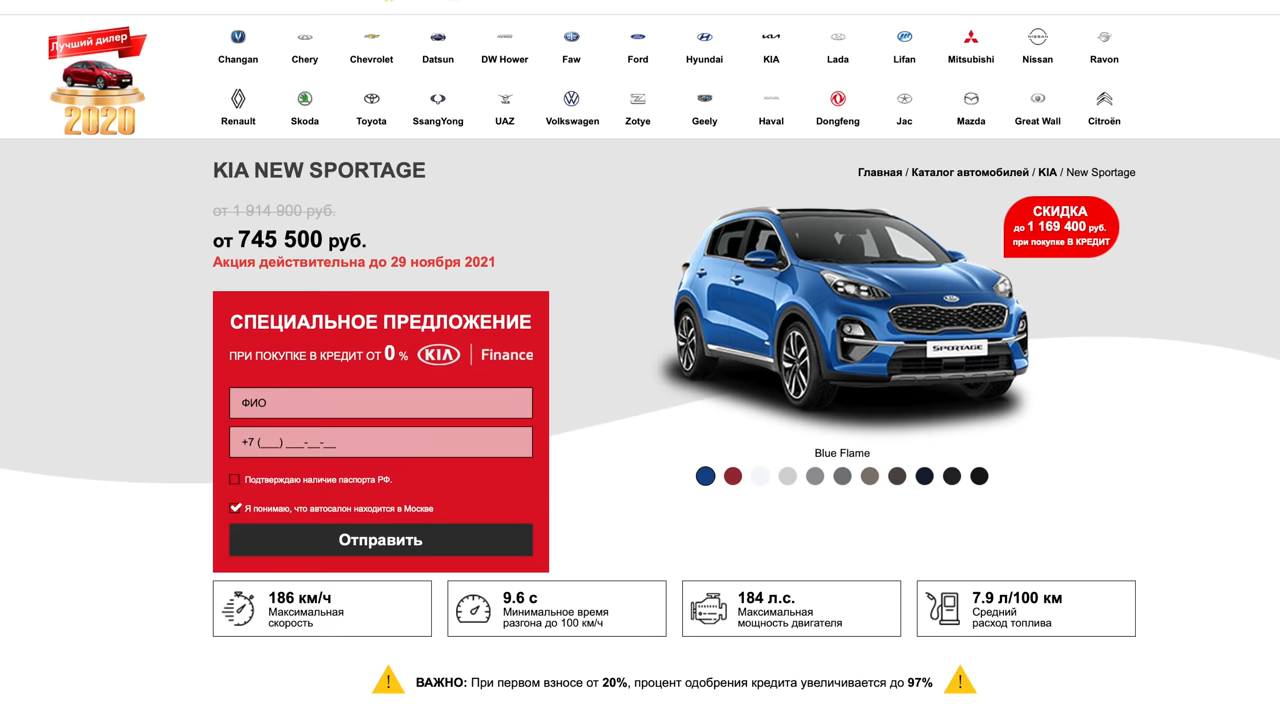 Лучший дилер
2020
Changan Chery Chevrolet Datsun DW Hower Faw Ford Hyundai KIA Lada Lifan Mitsubishi Nissan Ravon
Renault Skoda Toyota SsangYong UAZ Volkswagen Zotye Geely Haval Dongfeng Jac Mazda Great Wall Citroën
KIA NEW SPORTAGE
Главная / Каталог автомобилей / KIA / New Sportage
от 1 914 900 руб.
от 745 500 руб.
Акция действительна до 29 ноября 2021
СКИДКА
до 1 169 400 руб.
при покупке В КРЕДИТ
SPORTAGE
СПЕЦИАЛЬНОЕ ПРЕДЛОЖЕНИЕ
ПРИ ПОКУПКЕ В КРЕДИТ ОТ 0 % KIA Finance
ФИО
+7 (___) ___-__-__
Подтверждаю наличие паспорта РФ.
Я понимаю, что автосалон находится в Москве
Отправить
Blue Flame
186 км/ч
Максимальная
скорость
9.6 с
Минимальное время
разгона до 100 км/ч
184 л.с.
Максимальная
мощность двигателя
7.9 л/100 км
Средний
расход топлива
ВАЖНО: При первом взносе от 20%, процент одобрения кредита увеличивается до 97%